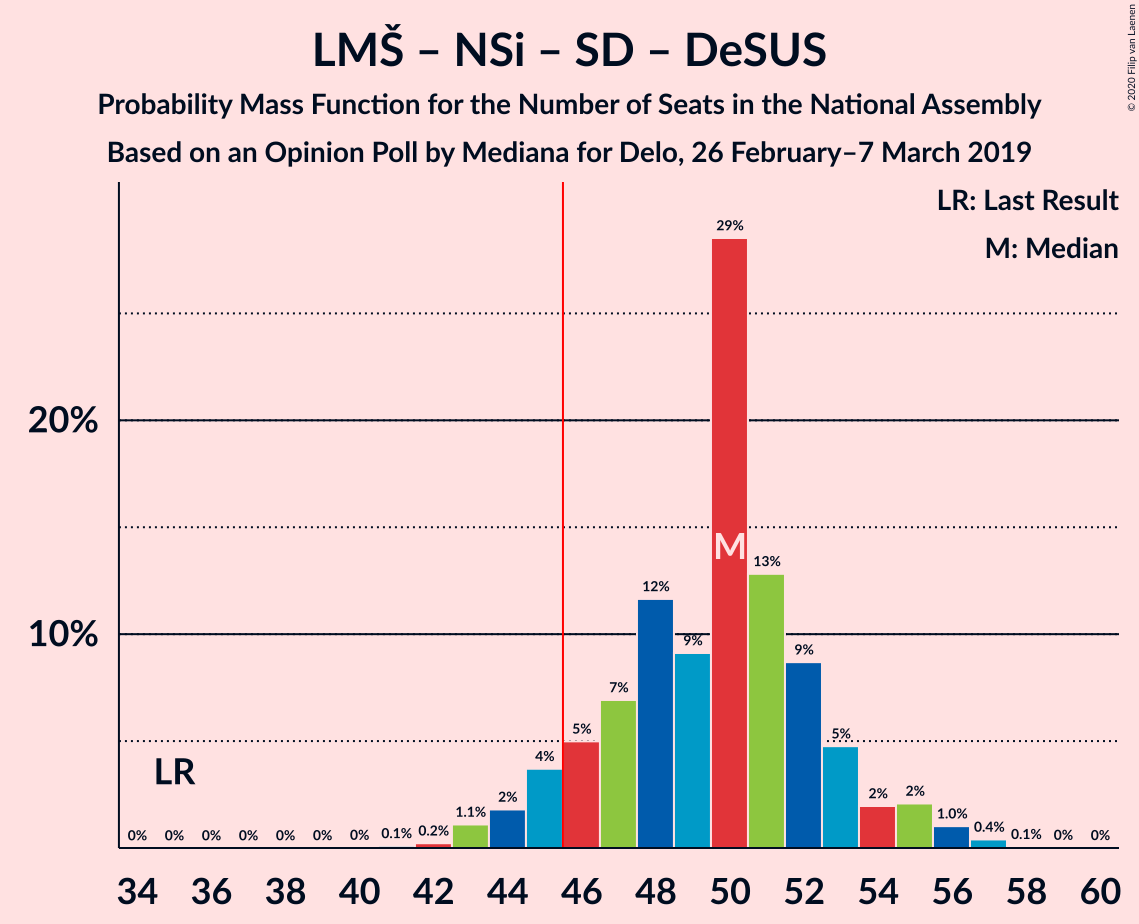 LMŠ – NSi – SD – DeSUS
Probability Mass Function for the Number of Seats in the National Assembly
Based on an Opinion Poll by Mediana for Delo, 26 February–7 March 2019
© 2020 Filip van Laenen
LR: Last Result
M: Median
29%
20%
M
13%
12%
10%
9%
9%
7%
5%
5%
LR
4%
2%
2%
2%
1.1%
1.0%
0% 0% 0% 0% 0% 0% 0% 0.1% 0.2% 0.4% 0.1% 0% 0%
34 36 38 40 42 44 46 48 50 52 54 56 58 60